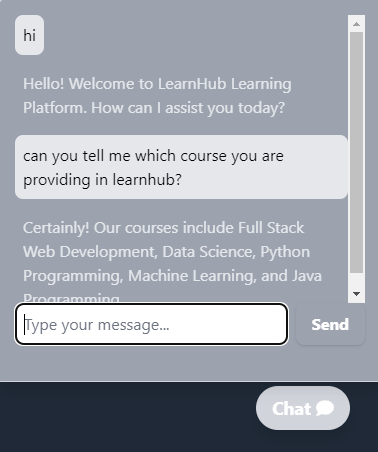 hi
Hello! Welcome to LearnHub Learning
Platform. How can I assist you today?
can you tell me which course you are
providing in learnhub?
Certainly! Our courses include Full Stack
Web Development, Data Science, Python
Programming, Machine Learning, and Java
Programming
Type your message...
Send
Chat